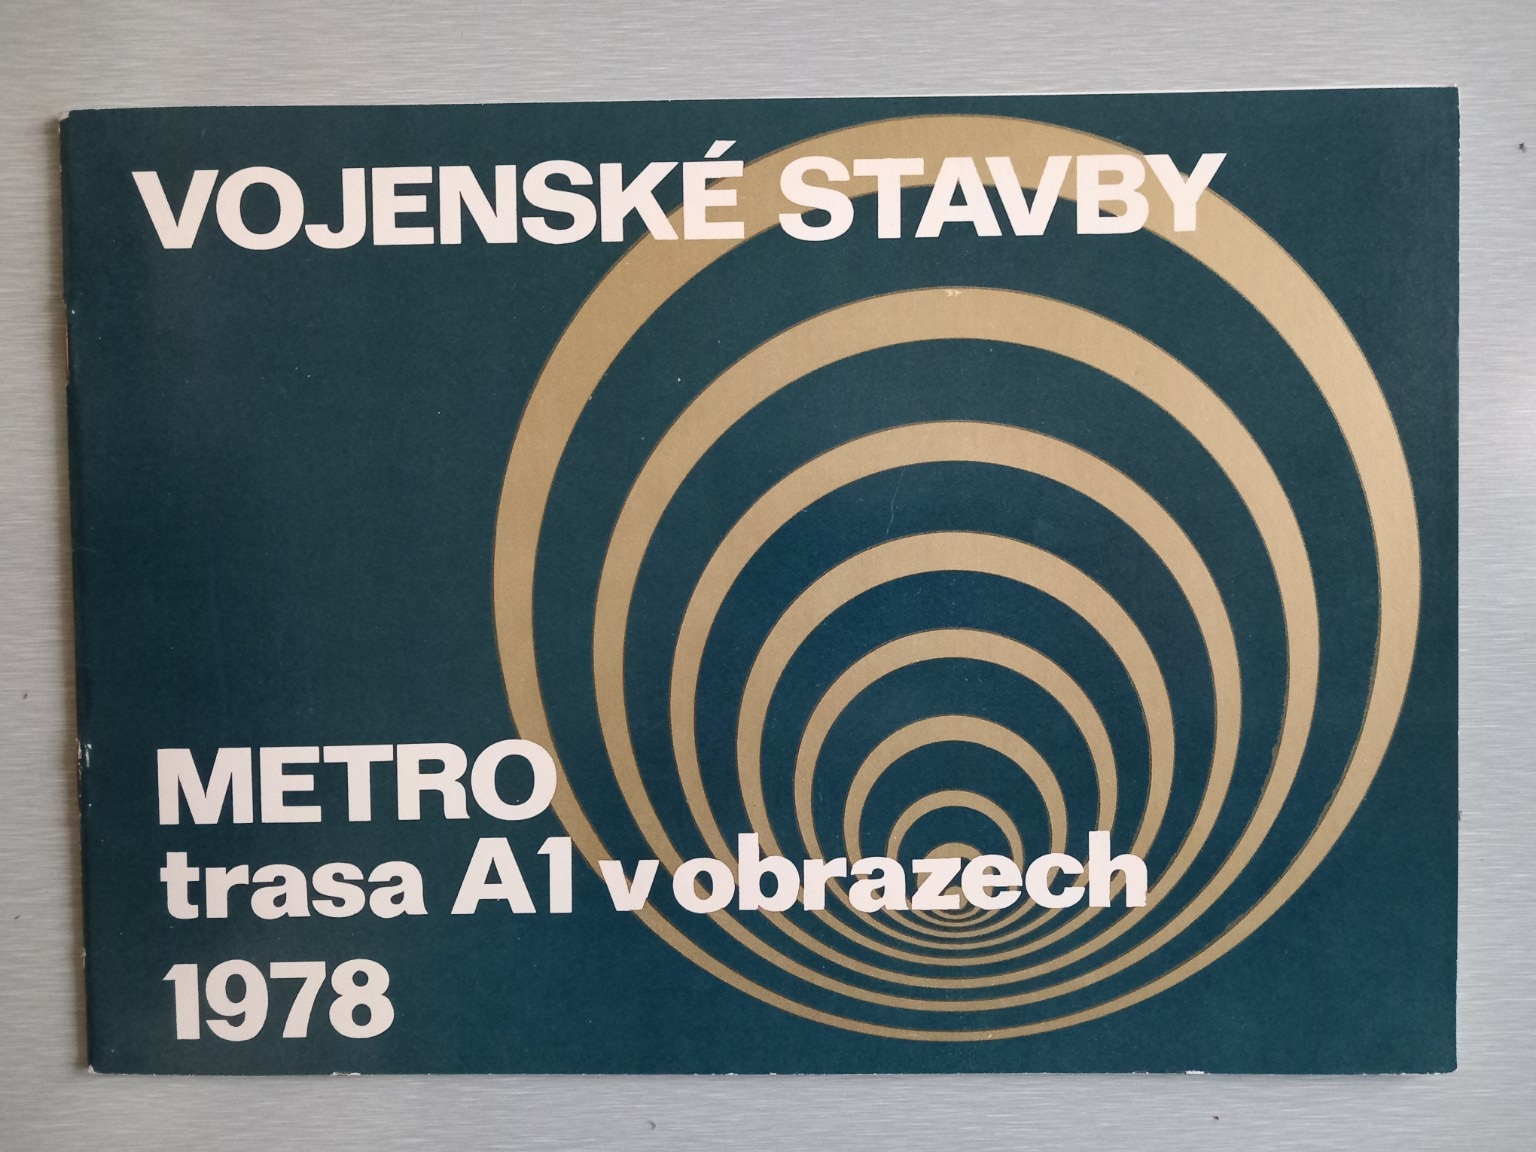 VOJENSKÉ STAVBY
METRO
trasa A1 v obrazech
1978